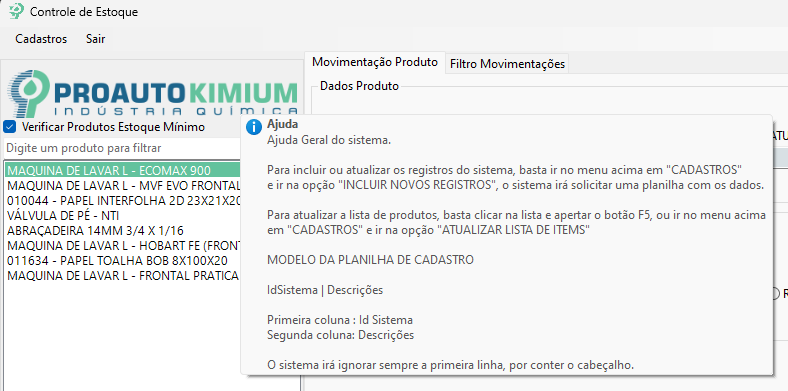 Controle de Estoque
Cadastros Sair
Movimentação Produto Filtro Movimentações
PROAUTOKIMIUM
INDÚSTRIA QUÍMICA
Dados Produto
Verificar Produtos Estoque Mínimo
Digite um produto para filtrar
MAQUINA DE LAVAR L - ECOMAX 900
MAQUINA DE LAVAR L - MVF EVO FRONTAL
010044 - PAPEL INTERFOLHA 2D 23X21X20
VÁLVULA DE PÉ - NTI
ABRAÇADEIRA 14MM 3/4 X 1/16
MAQUINA DE LAVAR L - HOBART FE (FRONT
011634 - PAPEL TOALHA BOB 8X100X20
MAQUINA DE LAVAR L - FRONTAL PRATICA
Ajuda
Ajuda Geral do sistema.
Para incluir ou atualizar os registros do sistema, basta ir no menu acima em "CADASTROS"
e ir na opção "INCLUIR NOVOS REGISTROS", o sistema irá solicitar uma planilha com os dados.
Para atualizar a lista de produtos, basta clicar na lista e apertar o botão F5, ou ir no menu acima
em "CADASTROS" e ir na opção "ATUALIZAR LISTA DE ITEMS"
MODELO DA PLANILHA DE CADASTRO
IdSistema | Descrições
Primeira coluna : Id Sistema
Segunda coluna: Descrições
O sistema irá ignorar sempre a primeira linha, por conter o cabeçalho.